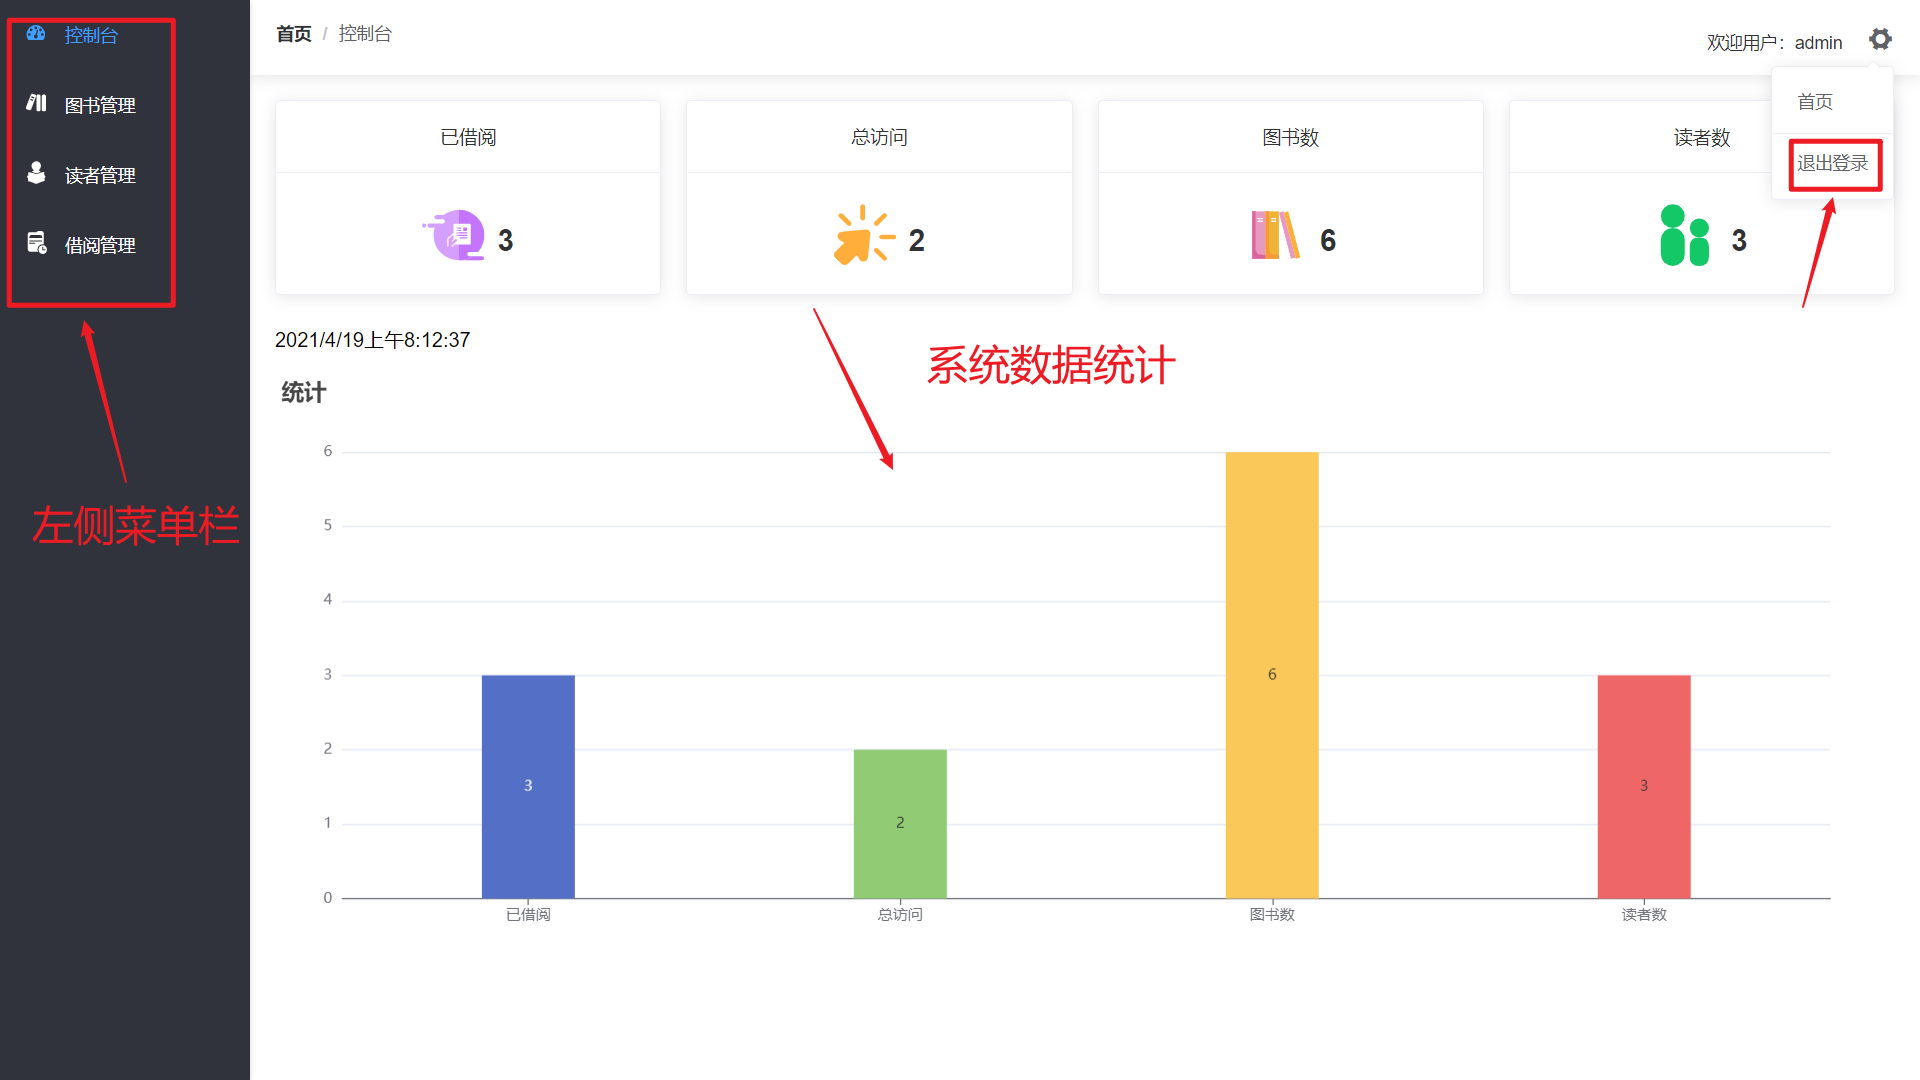 控制台
图书管理
读者管理
借阅管理
左侧菜单栏
首页 / 控制台
欢迎用户：admin
首页
退出登录
已借阅
3
总访问
2
图书数
6
读者数
3
2021/4/19上午8:12:37
系统数据统计
统计
6
5
4
3
2
1
0
3
2
6
3
已借阅
总访问
图书数
读者数